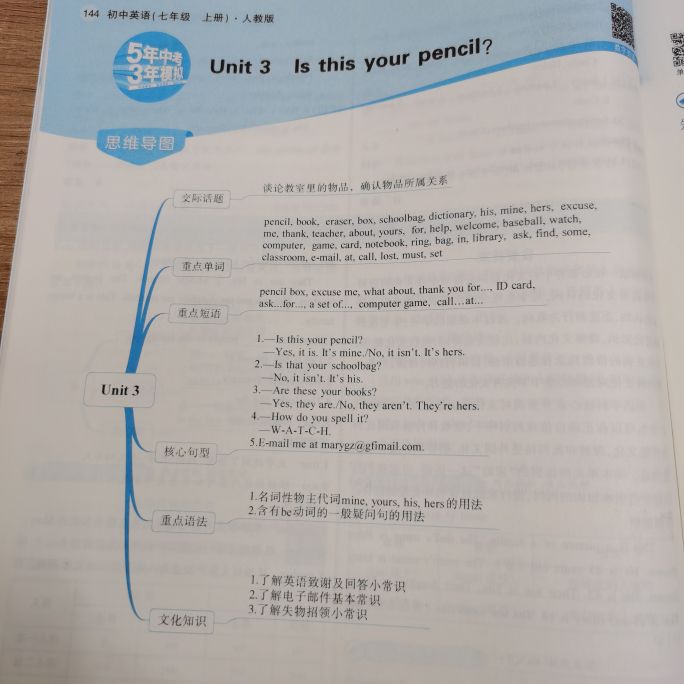 144 初中英语(七年级 上册)·人教版
5年中考
3年模拟
Unit 3 Is this your pencil?
思维导图
交际话题
谈论教室里的物品，确认物品所属关系
重点单词
pencil, book, eraser, box, schoolbag, dictionary, his, mine, hers, excuse,
me, thank, teacher, about, yours, for, help, welcome, baseball, watch,
computer, game, card, notebook, ring, bag, in, library, ask, find, some,
classroom, e-mail, at, call, lost, must, set
重点短语
pencil box, excuse me, what about, thank you for..., ID card,
ask...for..., a set of..., computer game, call...at...
Unit 3
核心句型
1.—Is this your pencil?
—Yes, it is. It's mine./No, it isn't. It's hers.
2.—Is that your schoolbag?
—No, it isn't. It's his.
3.—Are these your books?
—Yes, they are./No, they aren't. They're hers.
4.—How do you spell it?
—W-A-T-C-H.
5.E-mail me at marygz@gfimail.com.
重点语法
1.名词性物主代词mine, yours, his, hers的用法
2.含有be动词的一般疑问句的用法
文化知识
1.了解英语致谢及回答小常识
2.了解电子邮件基本常识
3.了解失物招领小常识